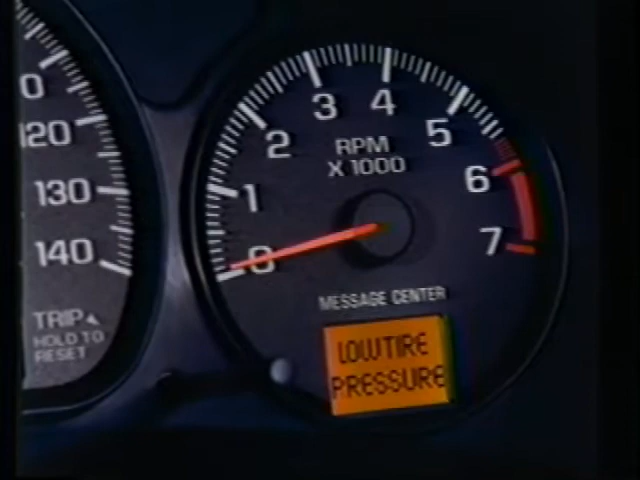 120
130
140
TRIP
HOLD TO
RESET
0
1
2
3
4
5
6
7
RPM
X 1000
MESSAGE CENTER
LOW TIRE
PRESSURE